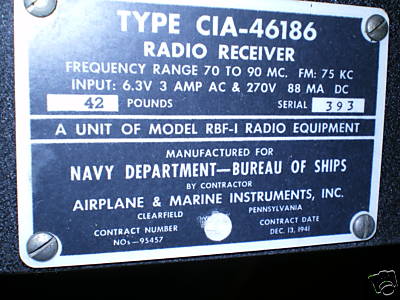 TYPE CIA-46186
RADIO RECEIVER
FREQUENCY RANGE 70 TO 90 MC. FM: 75 KC
INPUT: 6.3V 3 AMP AC & 270V 88 MA DC
42 POUNDS SERIAL 393
A UNIT OF MODEL RBF-1 RADIO EQUIPMENT
MANUFACTURED FOR
NAVY DEPARTMENT—BUREAU OF SHIPS
BY CONTRACTOR
AIRPLANE & MARINE INSTRUMENTS, INC.
CLEARFIELD PENNSYLVANIA
CONTRACT NUMBER CONTRACT DATE
NOs-95457 DEC. 13, 1941
ebY